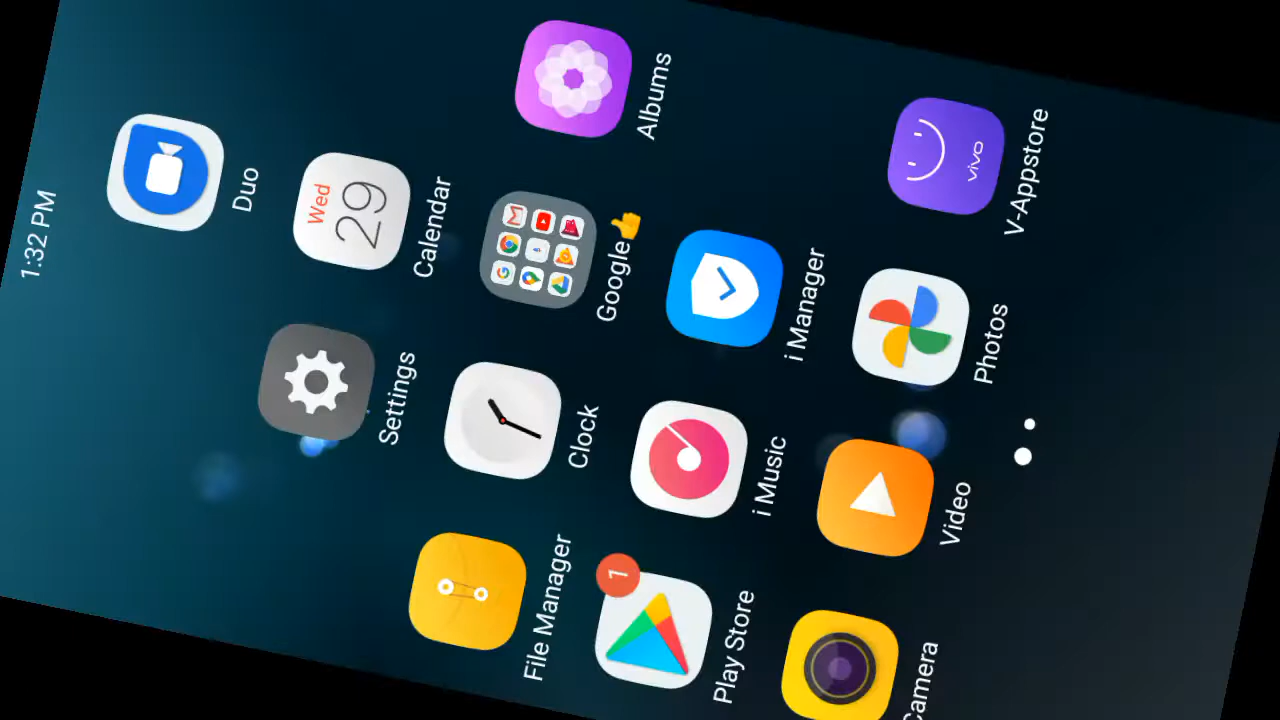 1:32 PM
Duo
Settings
Wed
29
Calendar
File Manager
Clock
Google👍
Albums
1
Play Store
i Music
i Manager
Camera
Video
Photos
vivo
V-Appstore